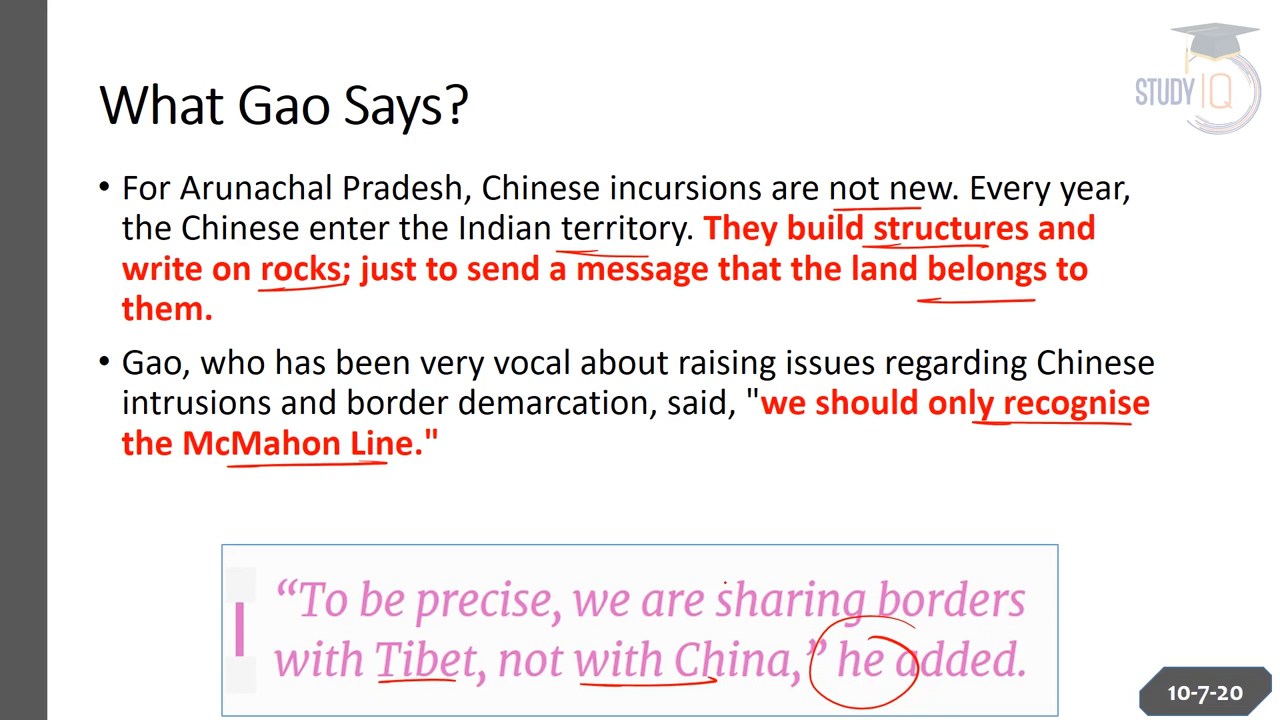 STUDY IQ
What Gao Says?
• For Arunachal Pradesh, Chinese incursions are not new. Every year,
the Chinese enter the Indian territory. They build structures and
write on rocks; just to send a message that the land belongs to
them.
• Gao, who has been very vocal about raising issues regarding Chinese
intrusions and border demarcation, said, "we should only recognise
the McMahon Line."
“To be precise, we are sharing borders
with Tibet, not with China,” he added.
10-7-20